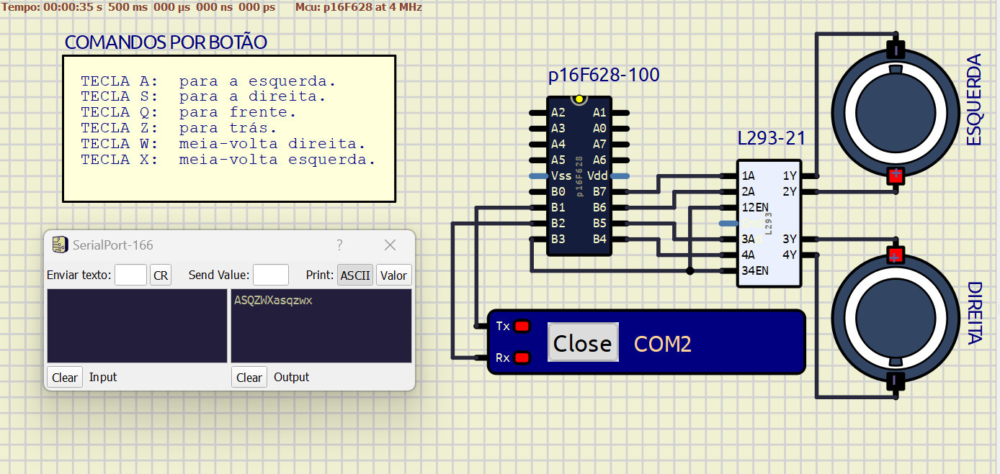 Tempo: 00:00:35 s 500 ms 000 µs 000 ns 000 ps Mcu: p16F628 at 4 MHz
COMANDOS POR BOTÃO
TECLA A: para a esquerda.
TECLA S: para a direita.
TECLA Q: para frente.
TECLA Z: para trás.
TECLA W: meia-volta direita.
TECLA X: meia-volta esquerda.
p16F628-100
A2 A1
A3 A0
A4 A7
A5 A6
Vss Vdd
B0 B7
B1 B6
B2 B5
B3 B4
p16F628
L293-21
1A 1Y
2A 2Y
12EN
Gnd
3A 3Y
4A 4Y
34EN
L293
ESQUERDA
DIREITA
SerialPort-166 ?
Enviar texto: CR Send Value: Print: ASCII Valor
ASQZWXasqzwx
Clear Input Clear Output
Tx
Rx
Close COM2